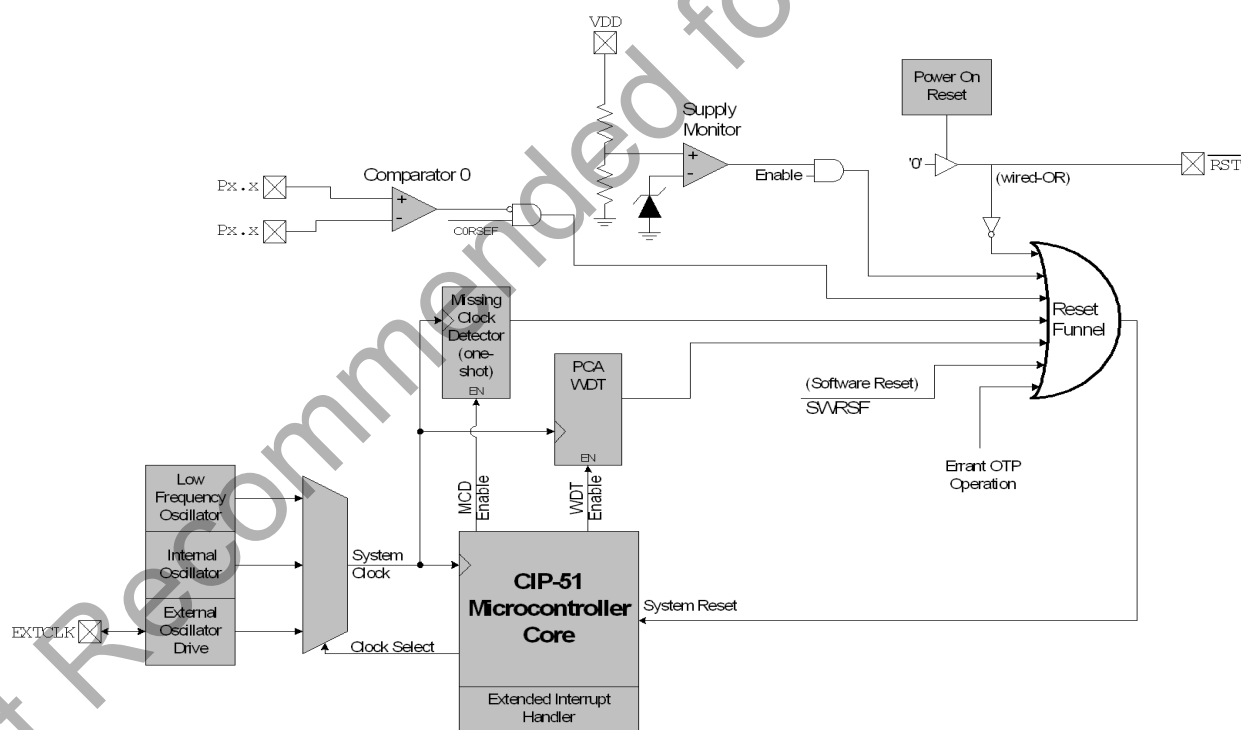 VDD
Power On
Reset
Supply
Monitor
+
-
'0'
RST
(wired-OR)
Enable
Px.x
Px.x
Comparator 0
+
-
C0RSEF
Missing
Clock
Detector
(one-
shot)
EN
Reset
Funnel
PCA
WDT
EN
(Software Reset)
SWRSF
Errant OTP
Operation
Low
Frequency
Oscillator
Internal
Oscillator
External
Oscillator
Drive
EXTCLK
System
Clock
Clock Select
MCD
Enable
WDT
Enable
CIP-51
Microcontroller
Core
System Reset
Extended Interrupt
Handler
t Recommended fo